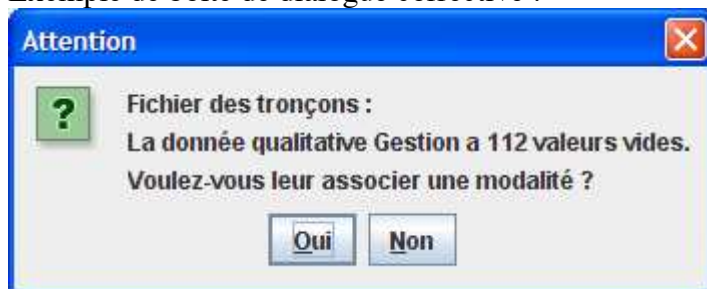 Attention
?
Fichier des tronçons :
La donnée qualitative Gestion a 112 valeurs vides.
Voulez-vous leur associer une modalité ?
Oui Non